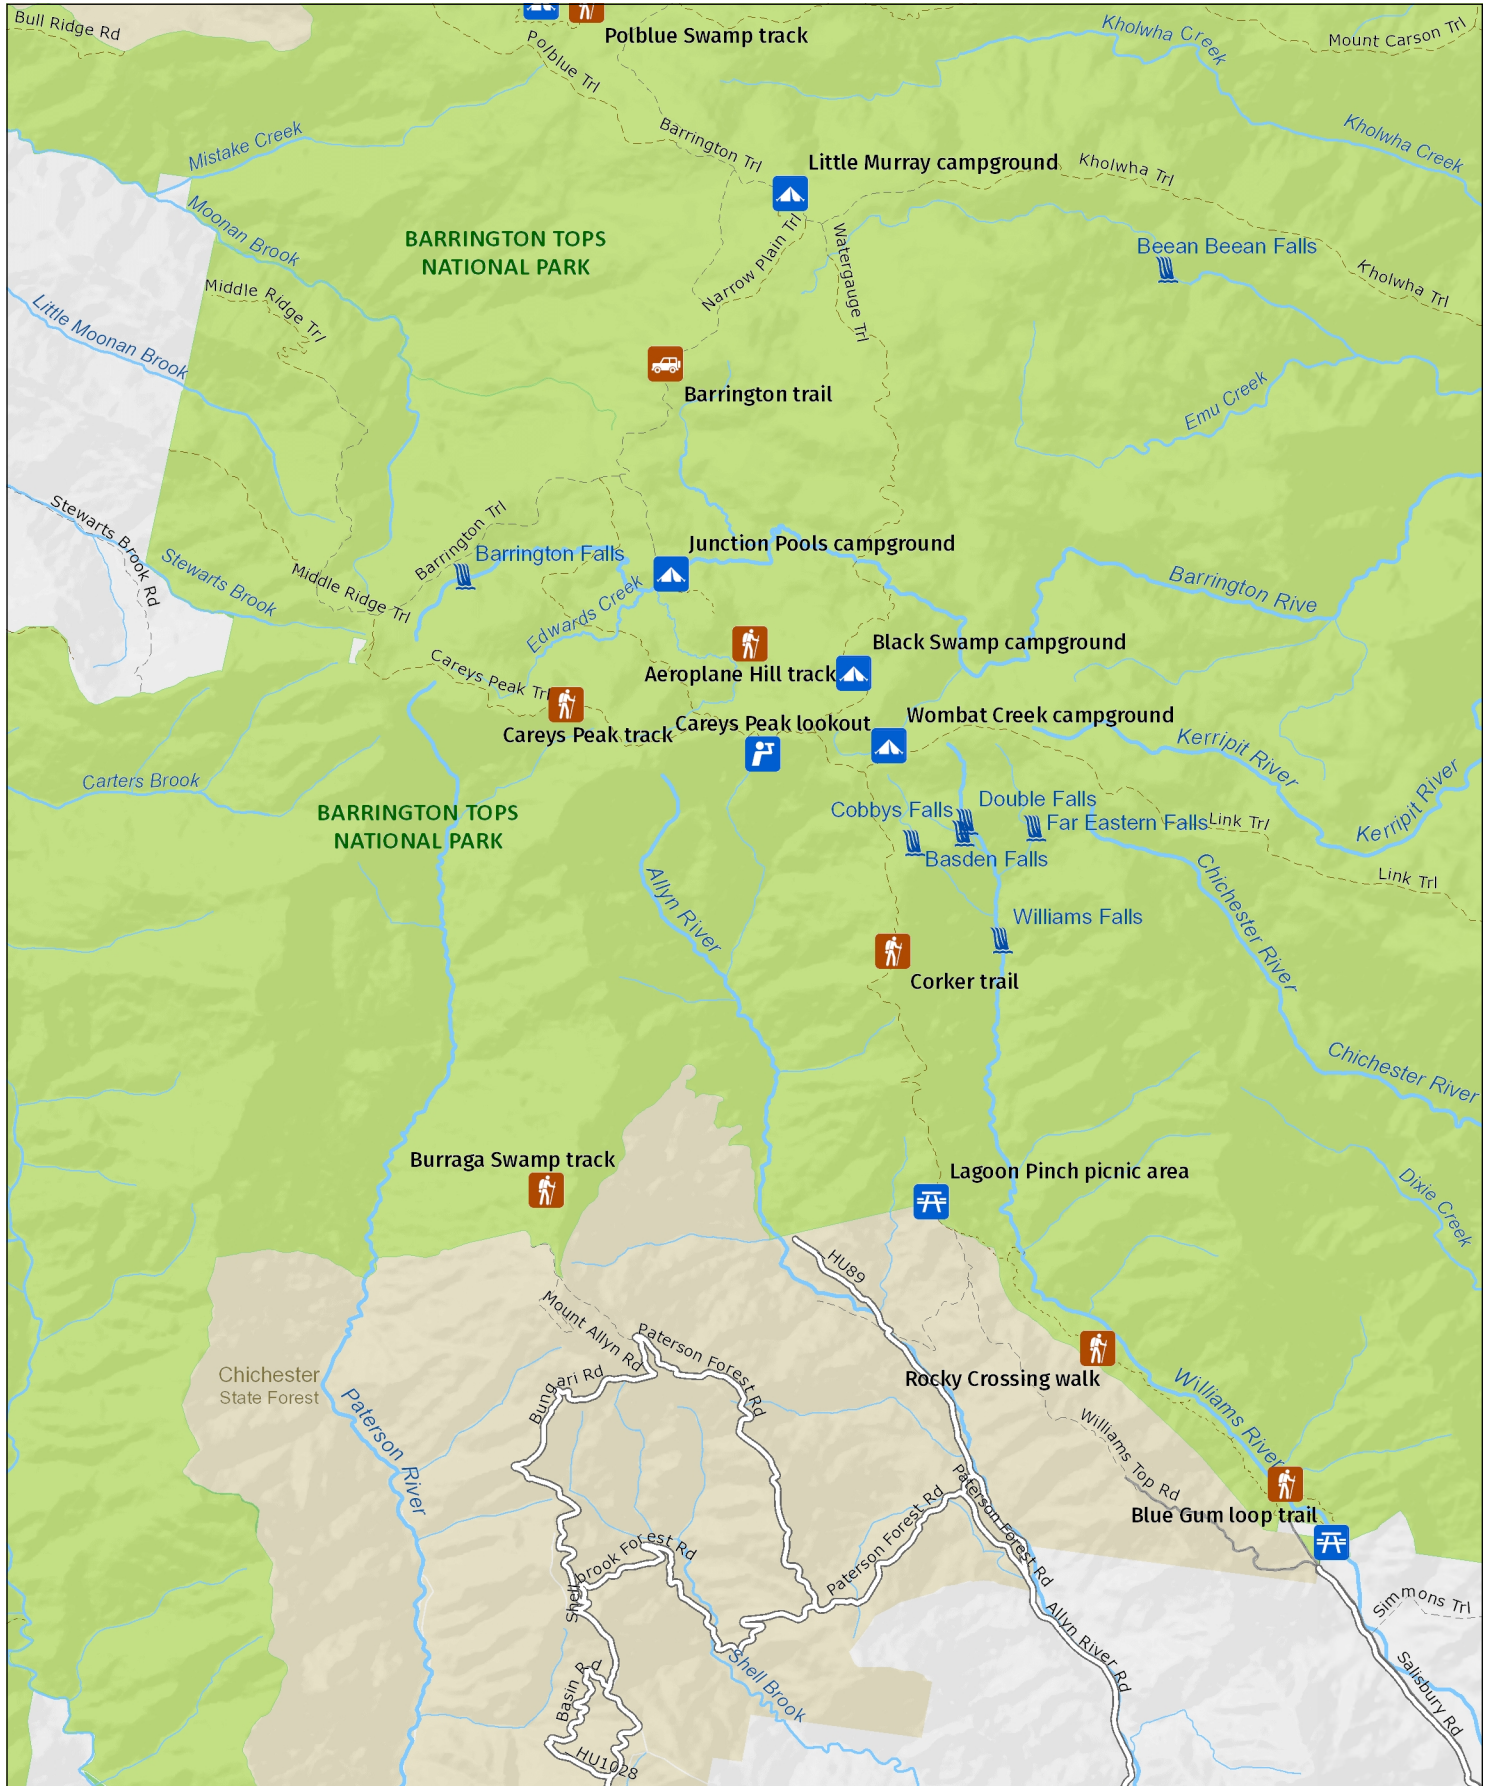 Bull Ridge Rd
Polblue Swamp track
Polblue Trl
Kholwha Creek
Mount Carson Trl
Mistake Creek
Barrington Trl
Little Murray campground
Kholwha Trl
Kholwha Creek
Moonan Brook
BARRINGTON TOPS
NATIONAL PARK
Narrow Plain Trl
Watergauge Trl
Beean Beean Falls
Kholwha Trl
Middle Ridge Trl
Little Moonan Brook
Barrington trail
Emu Creek
Stewarts Brook Rd
Stewarts Brook
Middle Ridge Trl
Barrington Trl
Barrington Falls
Junction Pools campground
Edwards Creek
Barrington Rive
Aeroplane Hill track
Black Swamp campground
Careys Peak Trl
Careys Peak track
Careys Peak lookout
Wombat Creek campground
Kerripit River
Kerripit River
Carters Brook
BARRINGTON TOPS
NATIONAL PARK
Cobbys Falls
Double Falls
Far Eastern Falls
Link Trl
Basden Falls
Link Trl
Allyn River
Chichester River
Williams Falls
Corker trail
Chichester River
Burraga Swamp track
Lagoon Pinch picnic area
Dixie Creek
HU89
Mount Allyn Rd
Paterson Forest Rd
Chichester
State Forest
Bungari Rd
Rocky Crossing walk
Paterson River
Williams River
Williams Top Rd
Blue Gum loop trail
Paterson Forest Rd
Paterson Forest Rd
Shellbrook Forest Rd
Allyn River Rd
Simmons Trl
Shell Brook
Salisbury Rd
Basin Rd
HU1028